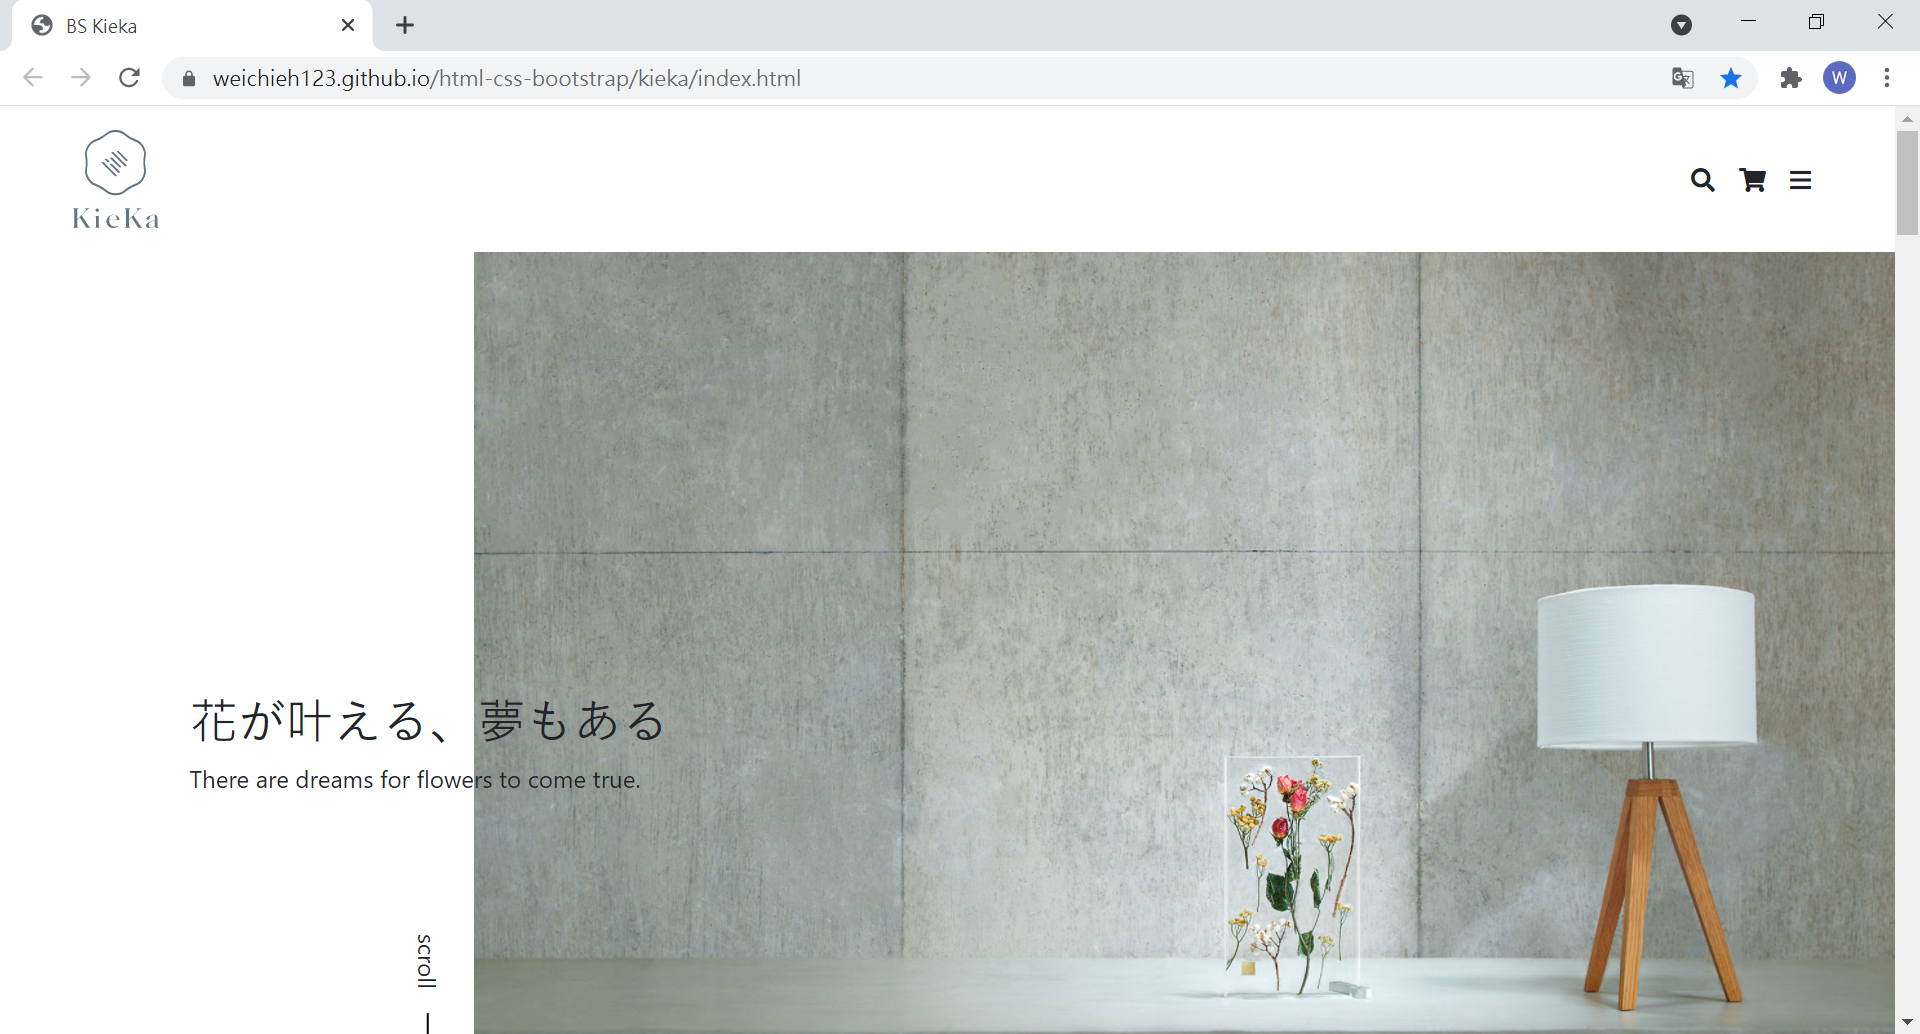 BS Kieka
weichieh123.github.io/html-css-bootstrap/kieka/index.html
W
KieKa
花が叶える、夢もある
There are dreams for flowers to come true.
scroll